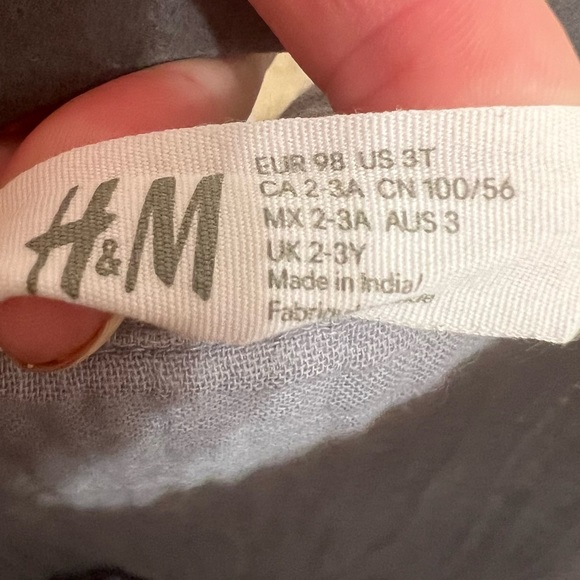 H&M
EUR 98 US 3T
CA 2-3A CN 100/56
MX 2-3A AUS 3
UK 2-3Y
Made in India/